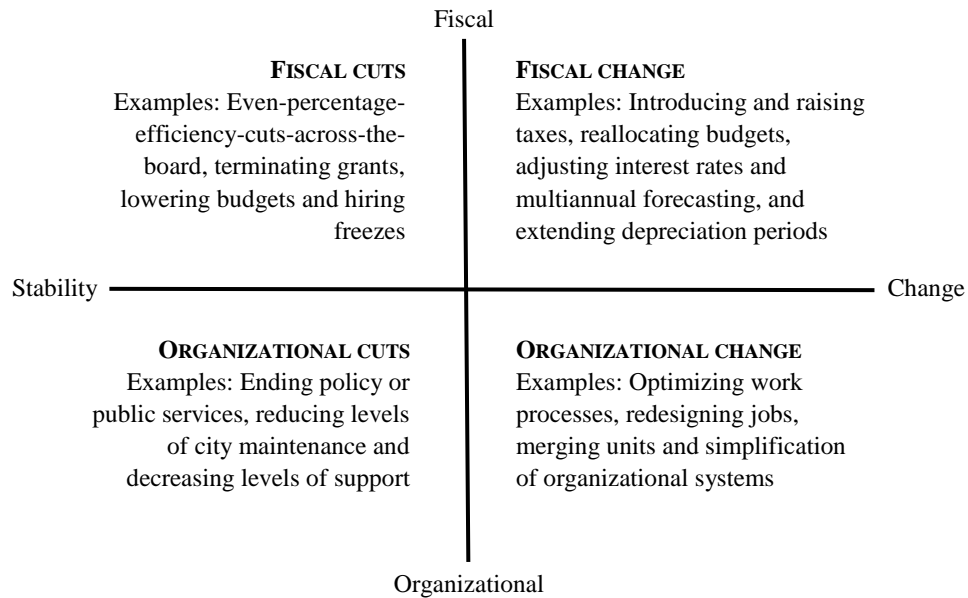 Fiscal
FISCAL CUTS
Examples: Even-percentage-
efficiency-cuts-across-the-
board, terminating grants,
lowering budgets and hiring
freezes
FISCAL CHANGE
Examples: Introducing and raising
taxes, reallocating budgets,
adjusting interest rates and
multiannual forecasting, and
extending depreciation periods
Stability
Change
ORGANIZATIONAL CUTS
Examples: Ending policy or
public services, reducing levels
of city maintenance and
decreasing levels of support
ORGANIZATIONAL CHANGE
Examples: Optimizing work
processes, redesigning jobs,
merging units and simplification
of organizational systems
Organizational